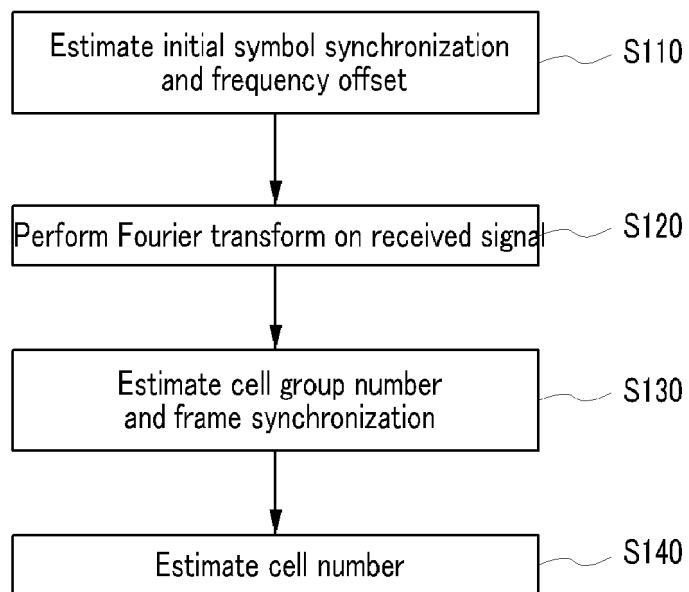 Estimate initial symbol synchronization
and frequency offset
S110
Perform Fourier transform on received signal
S120
Estimate cell group number
and frame synchronization
S130
Estimate cell number
S140